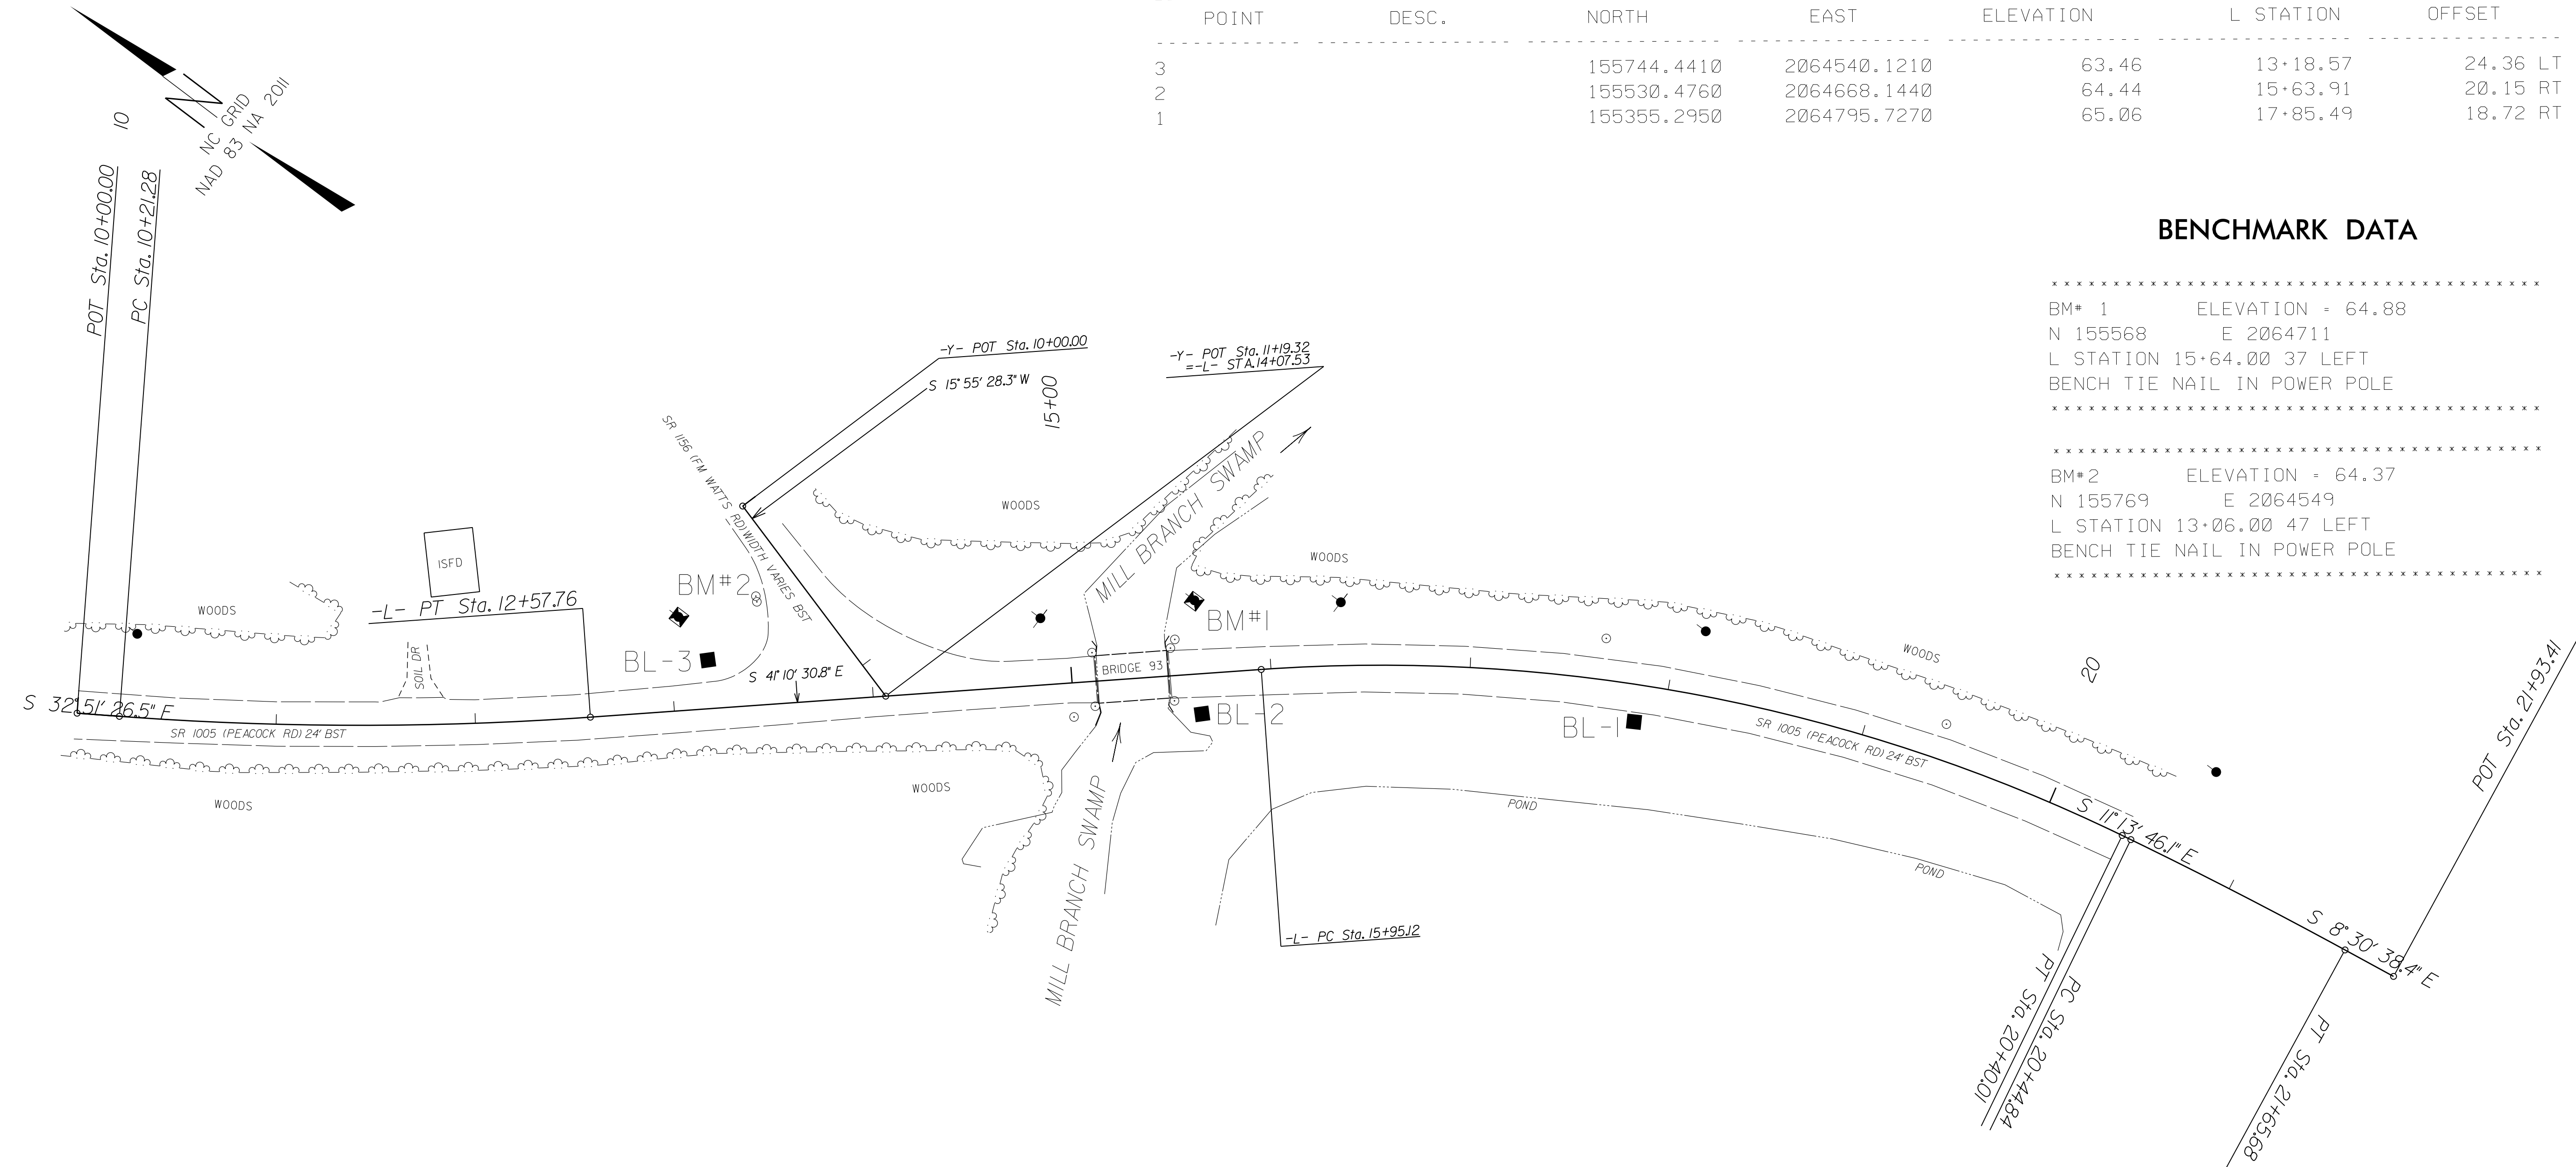 POINT DESC. NORTH EAST ELEVATION L STATION OFFSET
3 155744.4410 2064540.1210 63.46 13+18.57 24.36 LT
2 155530.4760 2064668.1440 64.44 15+63.91 20.15 RT
1 155355.2950 2064795.7270 65.06 17+85.49 18.72 RT
NC GRID
NAD 83 NA 2011
10
POT Sta. 10+00.00
PC Sta. 10+21.28
BENCHMARK DATA
****************************************
BM# 1 ELEVATION = 64.88
N 155568 E 2064711
L STATION 15+64.00 37 LEFT
BENCH TIE NAIL IN POWER POLE
****************************************
****************************************
BM#2 ELEVATION = 64.37
N 155769 E 2064549
L STATION 13+06.00 47 LEFT
BENCH TIE NAIL IN POWER POLE
****************************************
-Y- POT Sta. 10+00.00
S 15° 55' 28.3" W
15+00
-Y- POT Sta. 11+19.32
=-L- STA.14+07.53
SR 1156 (FM WATTS RD) WIDTH VARIES BST
WOODS
MILL BRANCH SWAMP
WOODS
ISFD
WOODS
-L- PT Sta. 12+57.76
BM#2
BM#1
BL-3
SOIL DR
S 41° 10' 30.8" E
BRIDGE 93
WOODS
20
S 32° 51' 26.5" E
SR 1005 (PEACOCK RD) 24' BST
BL-2
BL-1
SR 1005 (PEACOCK RD) 24' BST
POT Sta. 21+93.41
WOODS
WOODS
MILL BRANCH SWAMP
POND
POND
S 11° 13' 46.1" E
S 8° 30' 38.4" E
-L- PC Sta. 15+95.12
PT Sta. 20+40.01
PC Sta. 20+44.84
PT Sta. 21+65.68